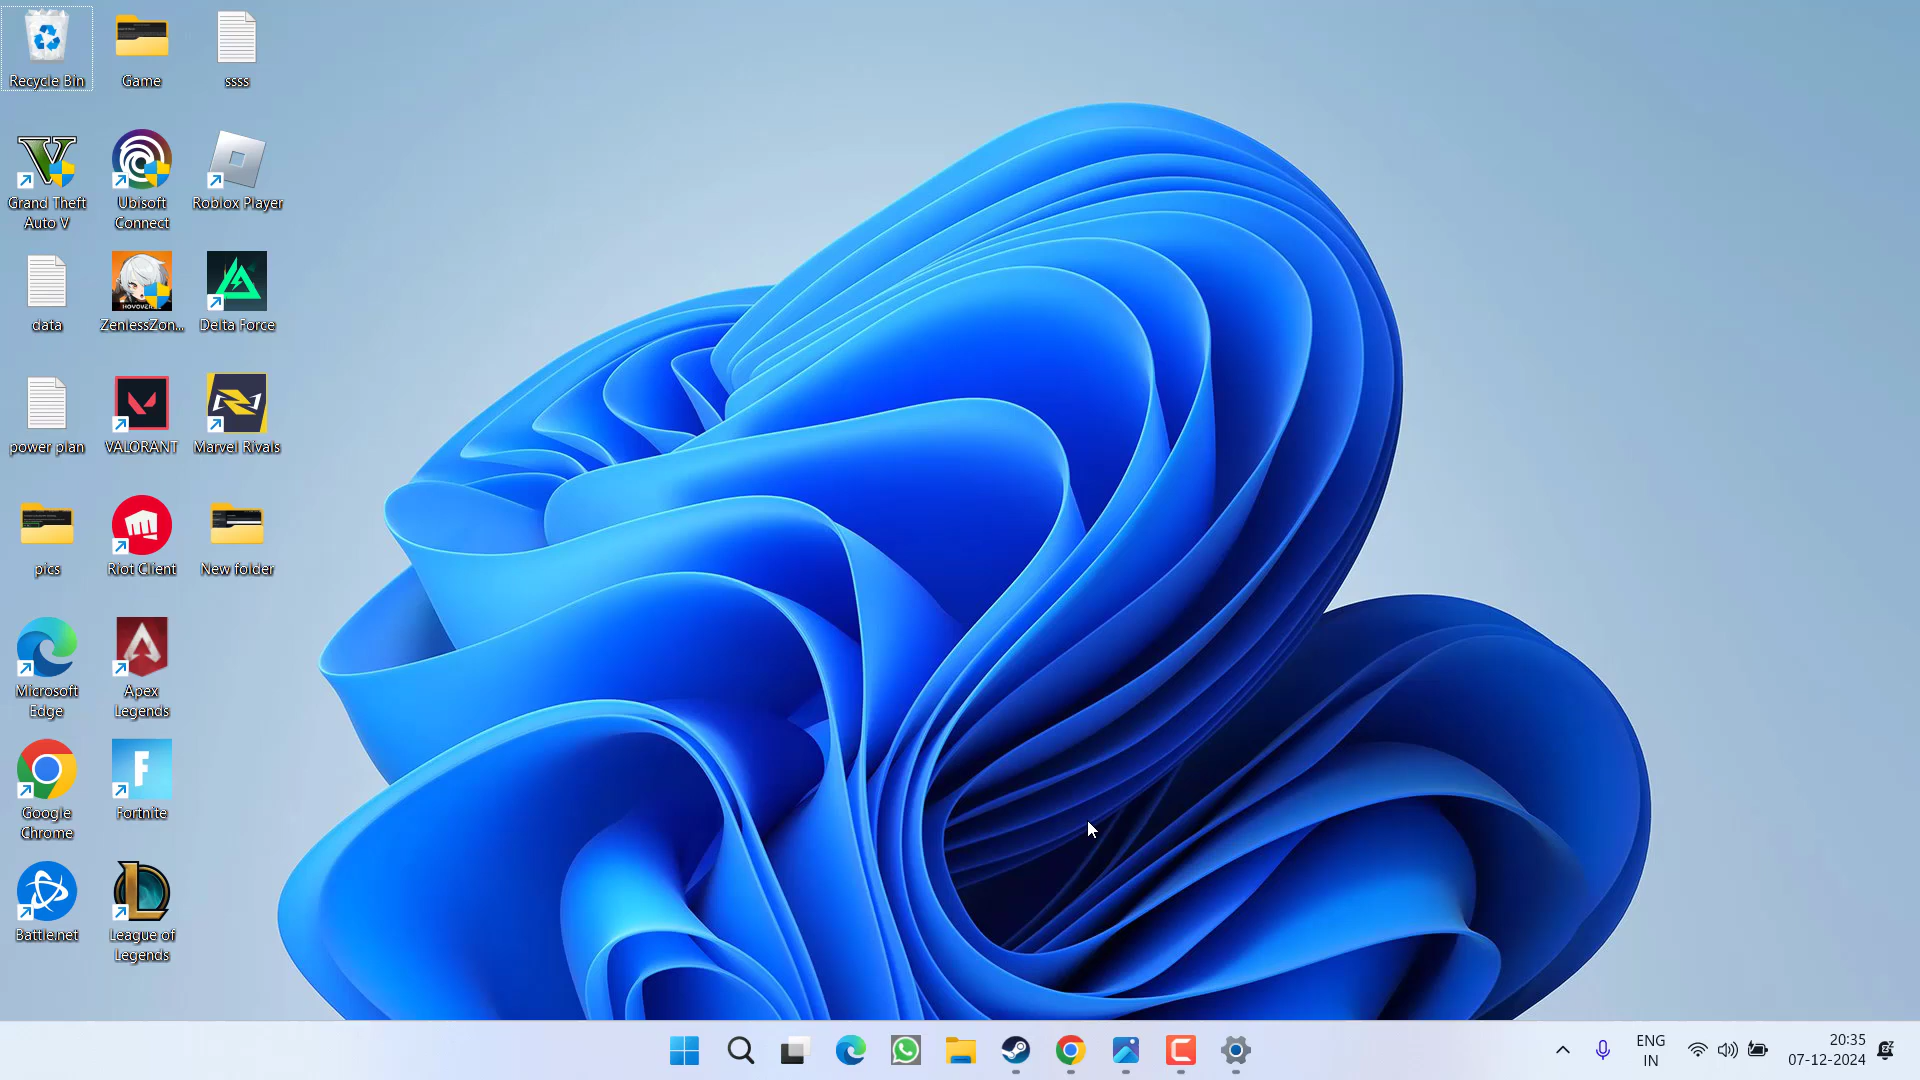 Recycle Bin
Game
ssss
Grand Theft
Auto V
Ubisoft
Connect
Roblox Player
data
ZenlessZon...
Delta Force
power plan
VALORANT
Marvel Rivals
pics
Riot Client
New folder
Microsoft
Edge
Apex
Legends
Google
Chrome
Fortnite
Battle.net
League of
Legends
ENG
IN
20:35
07-12-2024